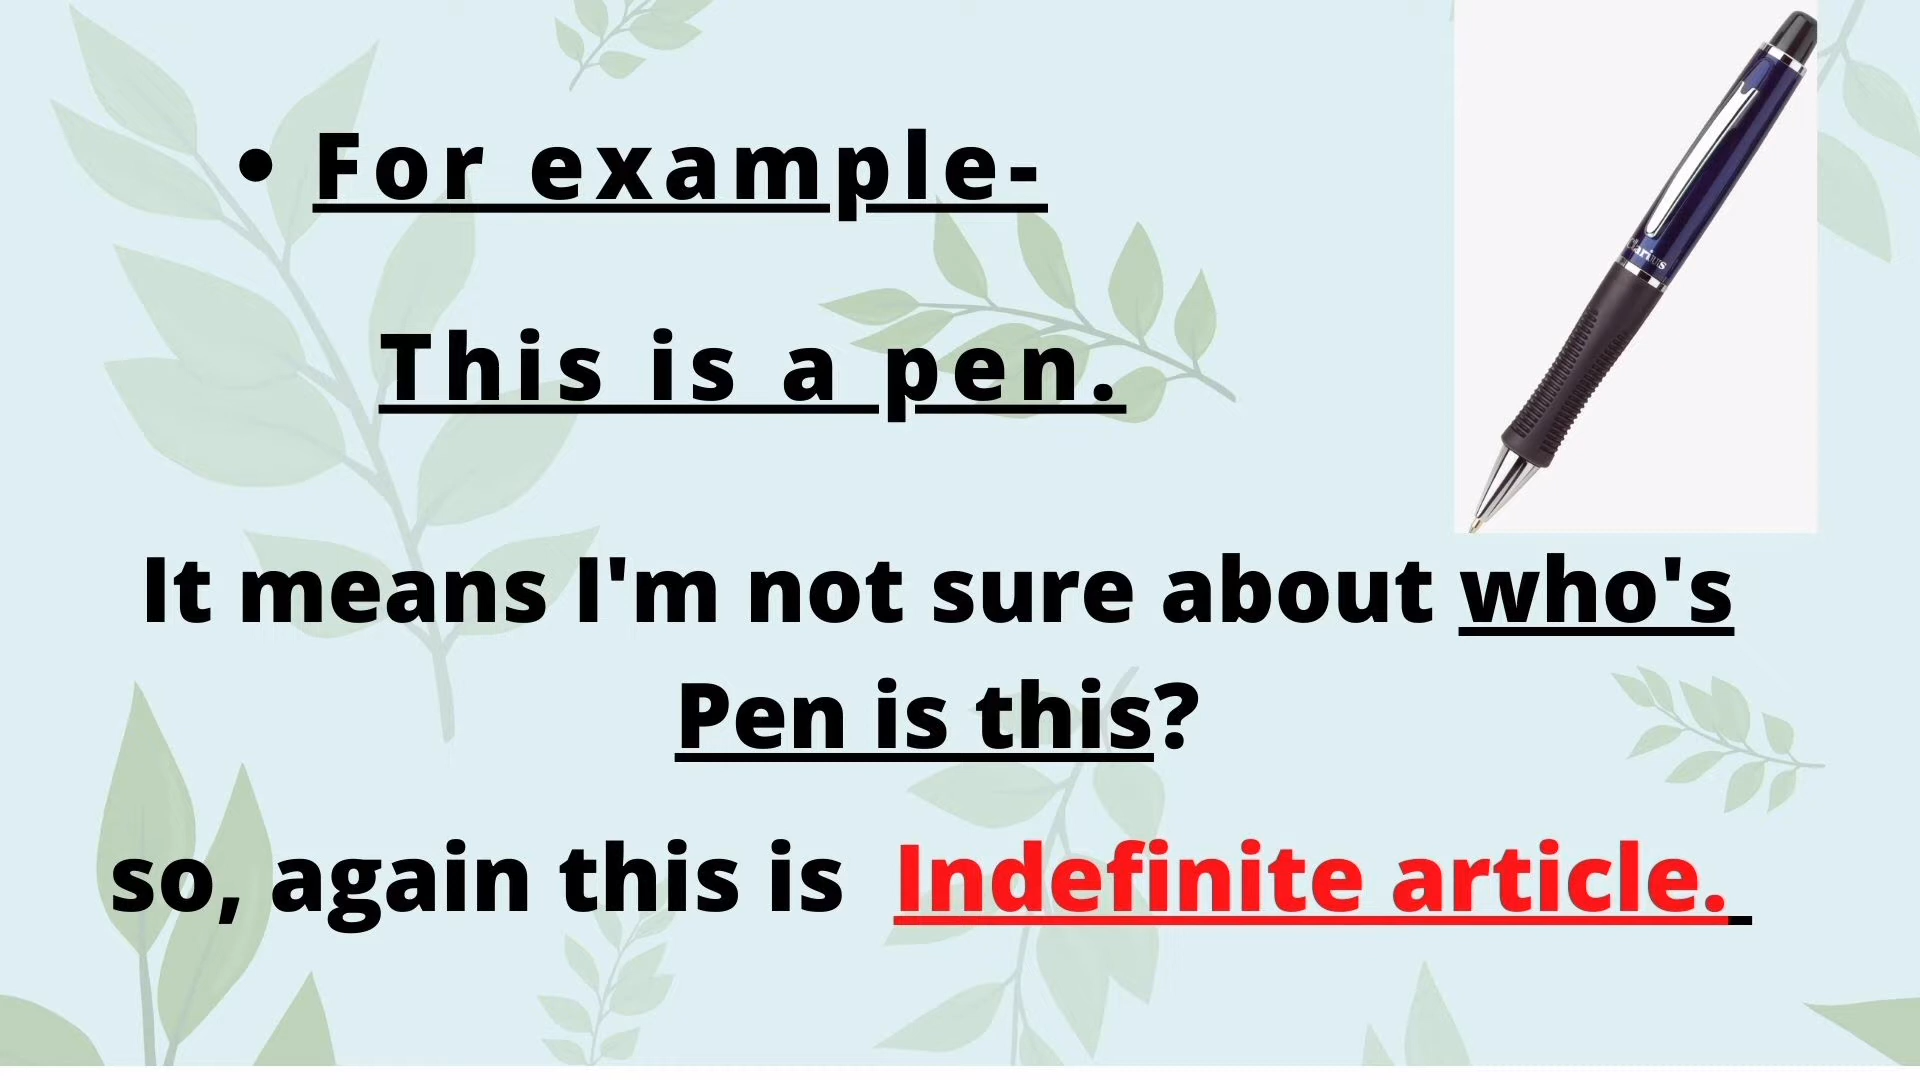 • For example-
This is a pen.
Clarius
It means I'm not sure about who's
Pen is this?
so, again this is Indefinite article.